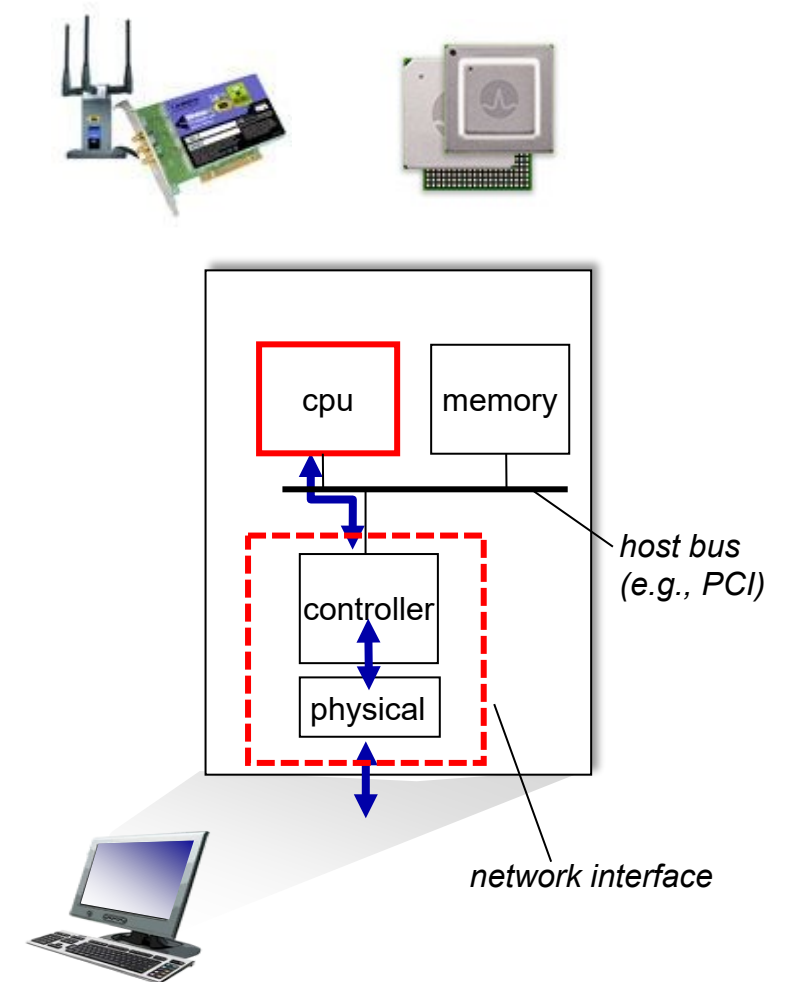 cpu
memory
host bus
(e.g., PCI)
controller
physical
network interface